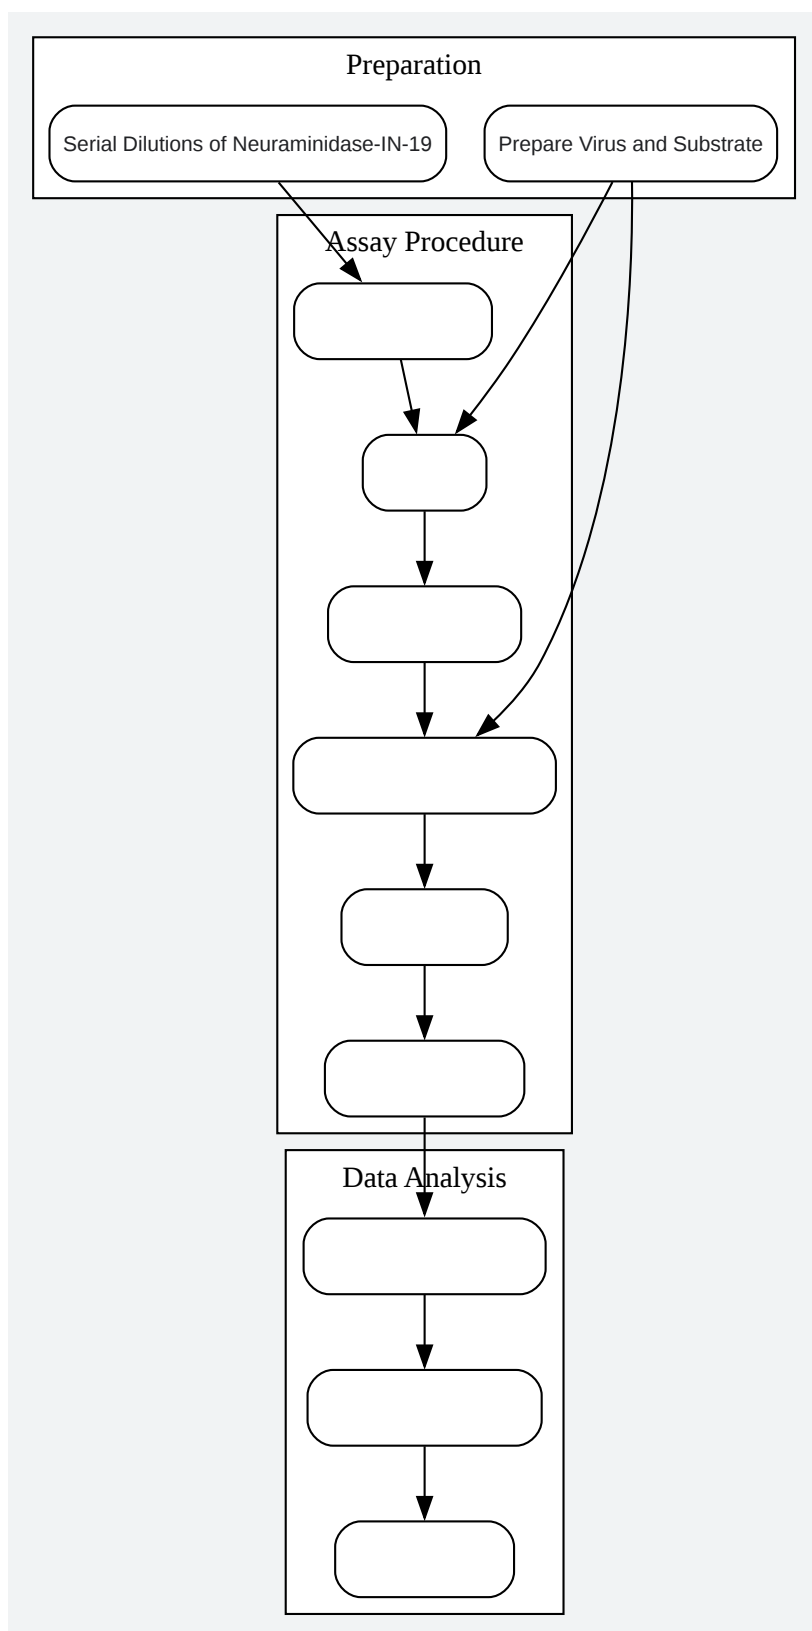 Preparation
Serial Dilutions of Neuraminidase-IN-19
Prepare Virus and Substrate
Assay Procedure
Data Analysis